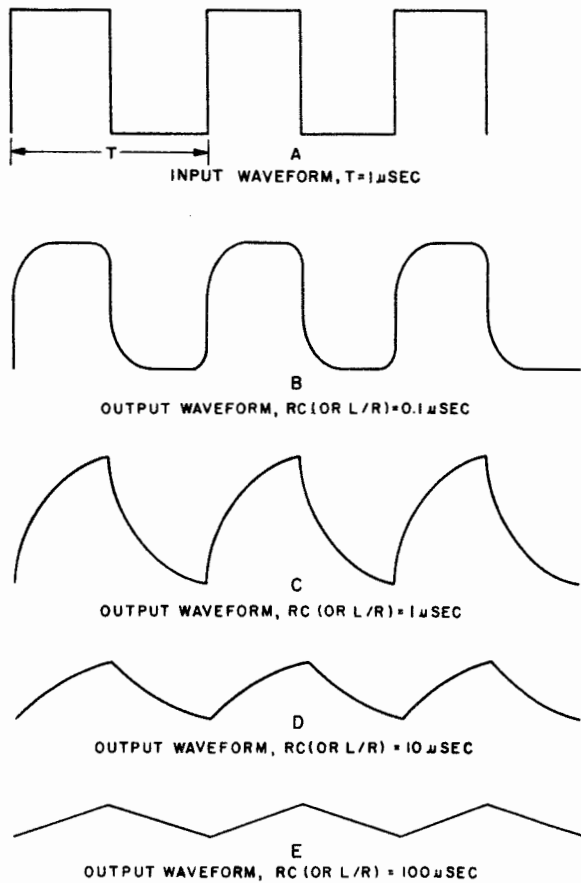 T
A
INPUT WAVEFORM, T=1μSEC
B
OUTPUT WAVEFORM, RC(OR L/R)=0.1μSEC
C
OUTPUT WAVEFORM, RC (OR L/R)=1μSEC
D
OUTPUT WAVEFORM, RC(OR L/R) = 10μSEC
E
OUTPUT WAVEFORM, RC (OR L/R) = 100μSEC